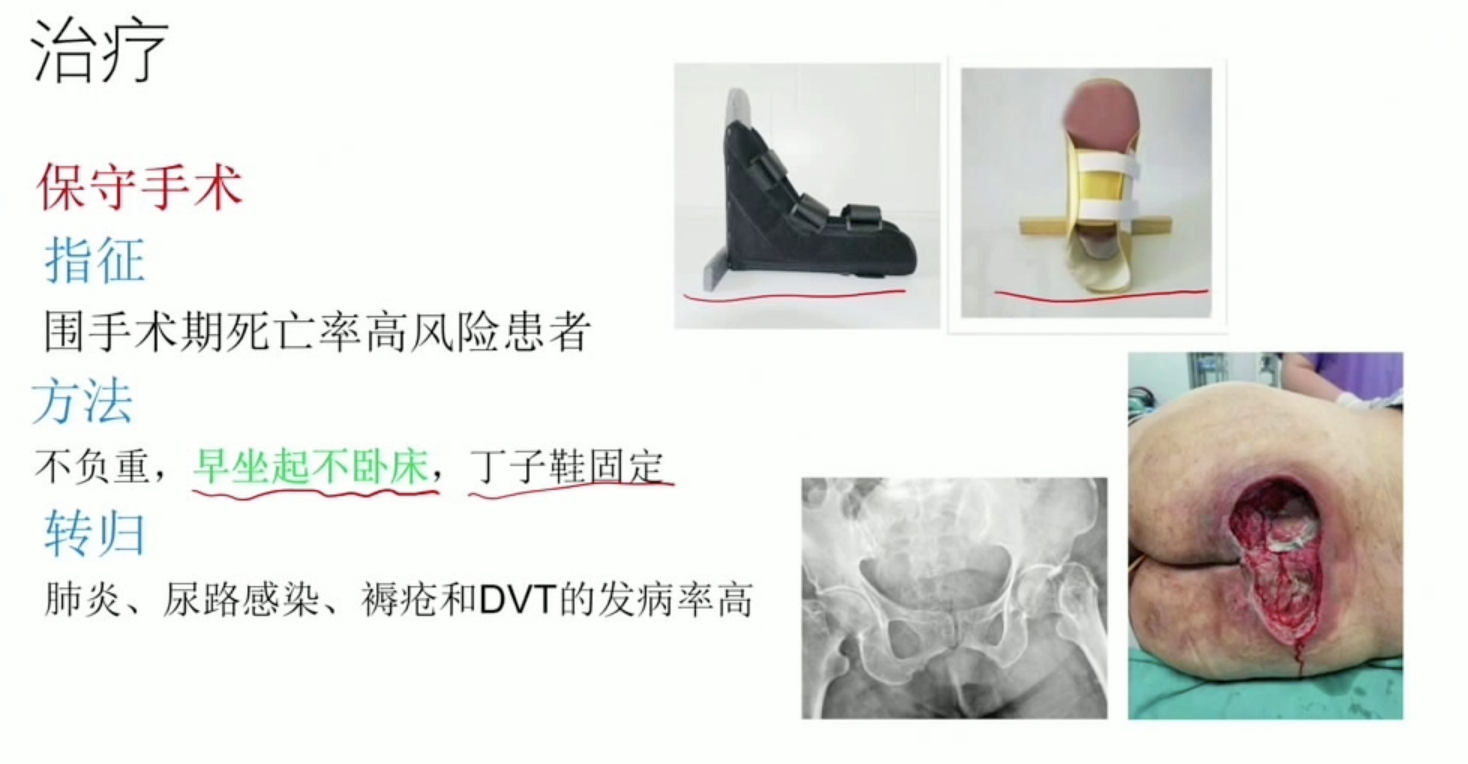 治疗
保守手术
指征
围手术期死亡率高风险患者
方法
不负重，早坐起不卧床，丁子鞋固定
转归
肺炎、尿路感染、褥疮和DVT的发病率高